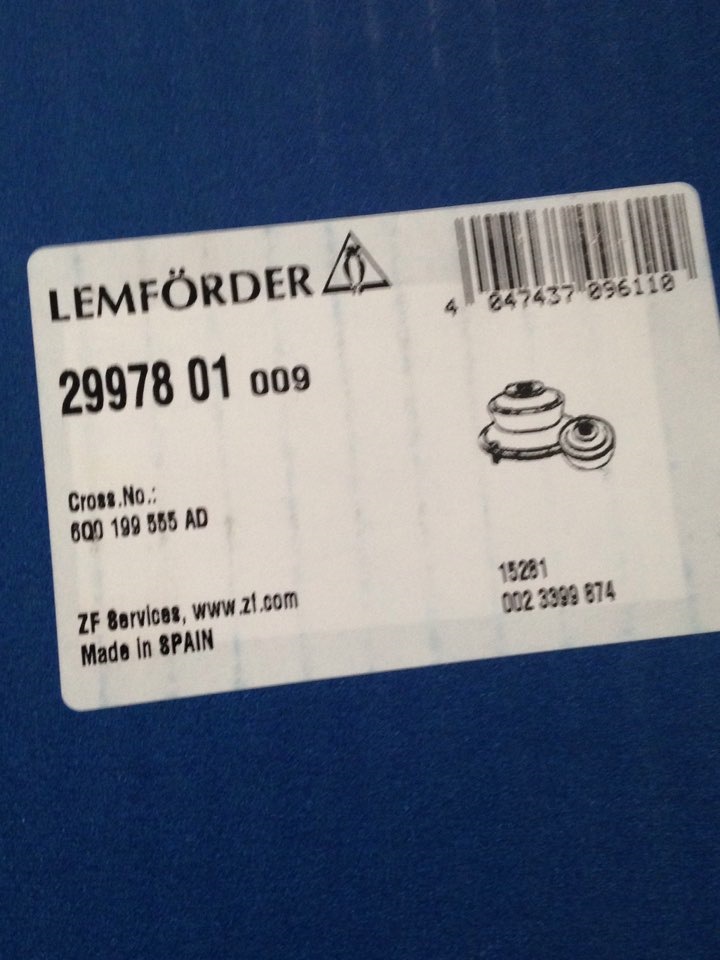 LEMFÖRDER
4 047437 096110
29978 01 009
Cross.No.:
6Q0 199 555 AD
15281
002 3399 874
ZF Services, www.zf.com
Made in SPAIN